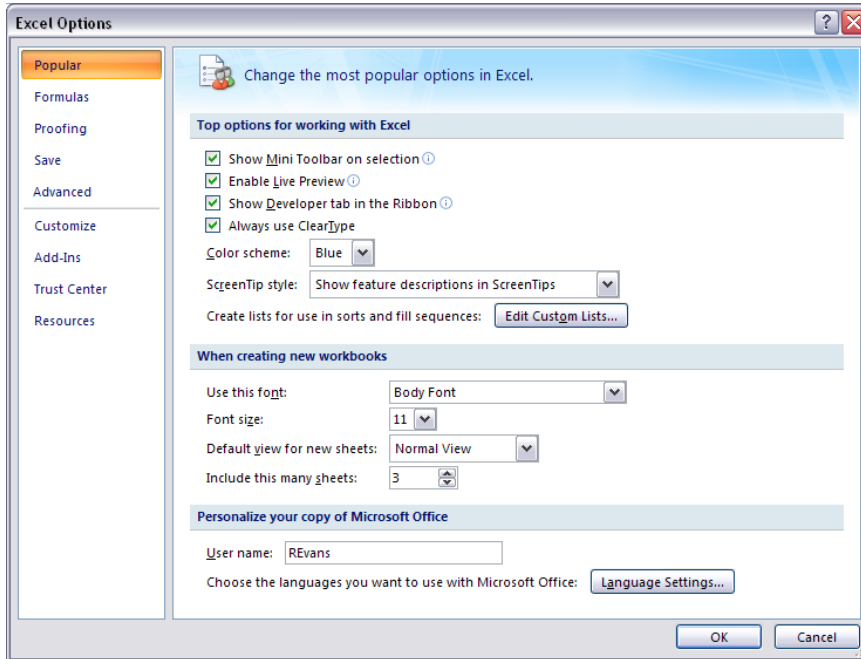 Excel Options
Popular
Formulas
Proofing
Save
Advanced
Customize
Add-Ins
Trust Center
Resources
Change the most popular options in Excel.
Top options for working with Excel
Show Mini Toolbar on selection
Enable Live Preview
Show Developer tab in the Ribbon
Always use ClearType
Color scheme: Blue
ScreenTip style: Show feature descriptions in ScreenTips
Create lists for use in sorts and fill sequences: Edit Custom Lists...
When creating new workbooks
Use this font: Body Font
Font size: 11
Default view for new sheets: Normal View
Include this many sheets: 3
Personalize your copy of Microsoft Office
User name: REvans
Choose the languages you want to use with Microsoft Office: Language Settings...
OK Cancel